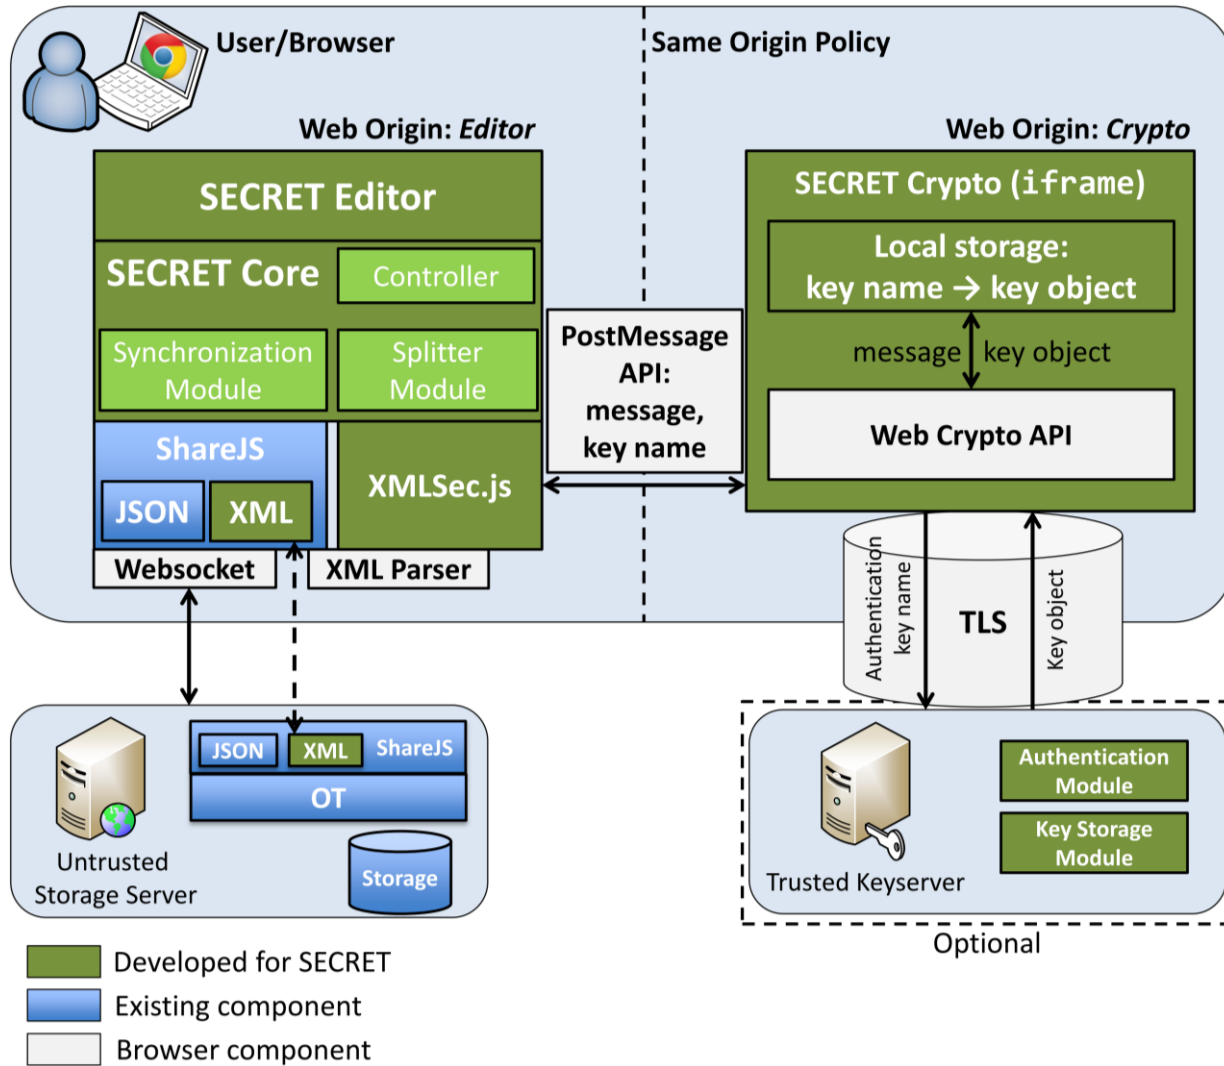 User/Browser
Same Origin Policy
Web Origin: Editor
SECRET Editor
SECRET Core
Controller
Synchronization
Module
Splitter
Module
ShareJS
JSON
XML
XMLSec.js
Websocket
XML Parser
PostMessage
API:
message,
key name
Web Origin: Crypto
SECRET Crypto (iframe)
Local storage:
key name → key object
message
key object
Web Crypto API
Authentication
key name
TLS
Key object
Untrusted
Storage Server
JSON
XML
ShareJS
OT
Storage
Trusted Keyserver
Authentication
Module
Key Storage
Module
Optional
Developed for SECRET
Existing component
Browser component